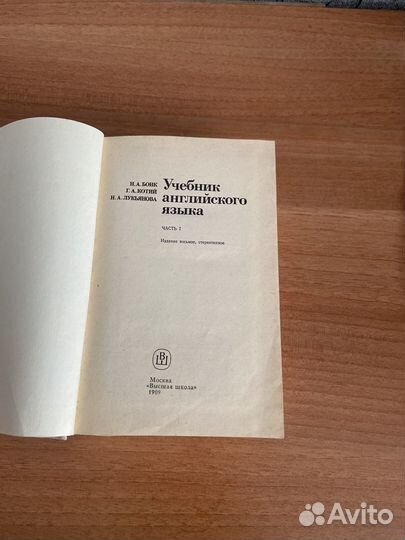 Н. А. БОНК
Г. А. КОТИЙ
Н. А. ЛУКЬЯНОВА
Учебник
английского
языка
ЧАСТЬ I
Издание восьмое, стереотипное
Москва
«Высшая школа»
1989
Avito